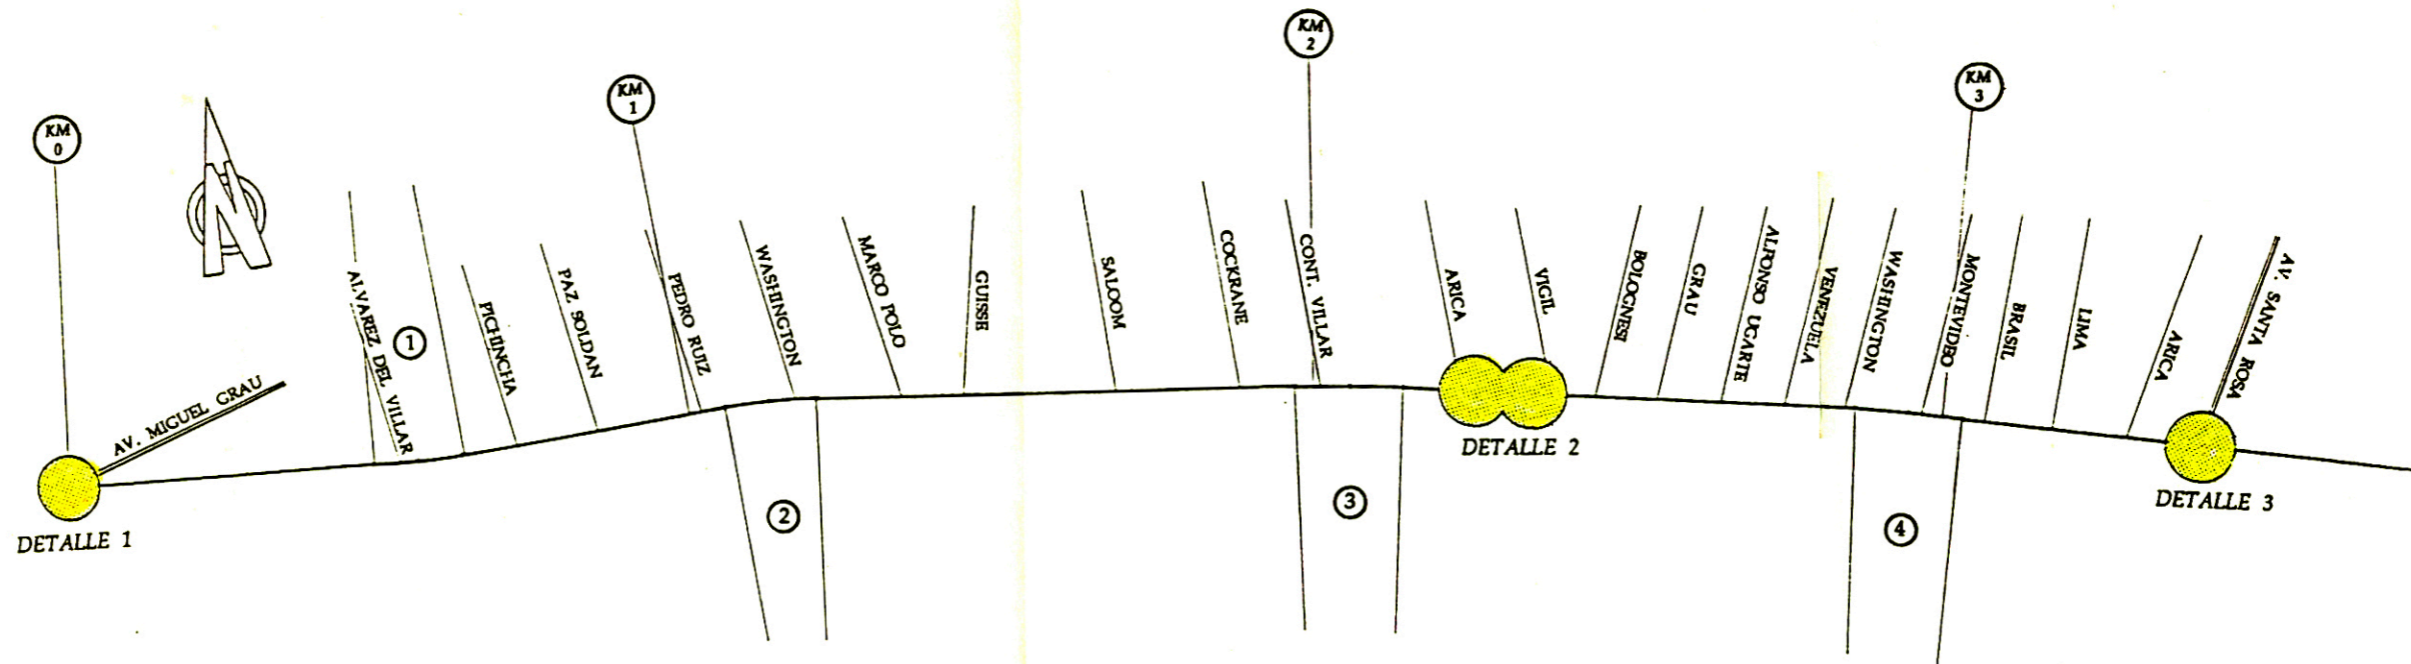 KM
0
N
KM
1
KM
2
KM
3
AV. MIGUEL GRAU
ALVAREZ DEL VILLAR
1
PICHINCHA
PAZ SOLDAN
PEDRO RUIZ
WASHINGTON
MARCO POLO
GUISSE
SALOOM
COCKRANE
CONT. VILLAR
ARICA
VIGIL
BOLOGNESI
GRAU
ALFONSO UGARTE
VENEZUELA
WASHINGTON
MONTEVIDEO
BRASIL
LIMA
ARICA
AV. SANTA ROSA
DETALLE 1
2
3
DETALLE 2
4
DETALLE 3